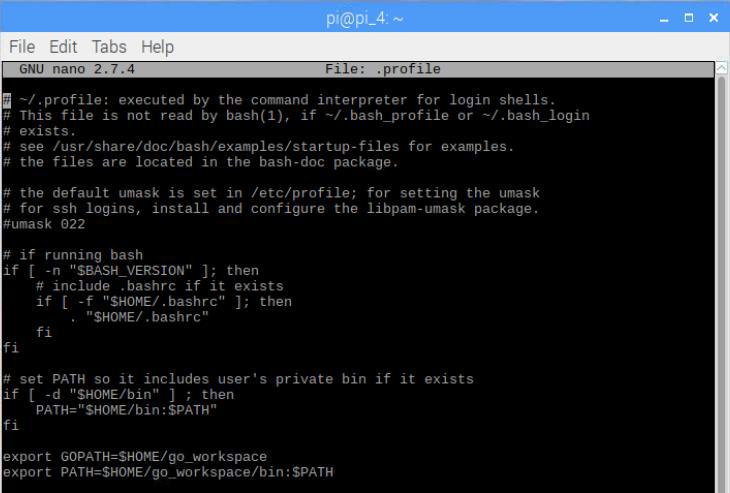 pi@pi_4: ~
File Edit Tabs Help
GNU nano 2.7.4 File: .profile
# ~/.profile: executed by the command interpreter for login shells.
# This file is not read by bash(1), if ~/.bash_profile or ~/.bash_login
# exists.
# see /usr/share/doc/bash/examples/startup-files for examples.
# the files are located in the bash-doc package.

# the default umask is set in /etc/profile; for setting the umask
# for ssh logins, install and configure the libpam-umask package.
#umask 022

# if running bash
if [ -n "$BASH_VERSION" ]; then
    # include .bashrc if it exists
    if [ -f "$HOME/.bashrc" ]; then
        . "$HOME/.bashrc"
    fi
fi

# set PATH so it includes user's private bin if it exists
if [ -d "$HOME/bin" ] ; then
    PATH="$HOME/bin:$PATH"
fi

export GOPATH=$HOME/go_workspace
export PATH=$HOME/go_workspace/bin:$PATH